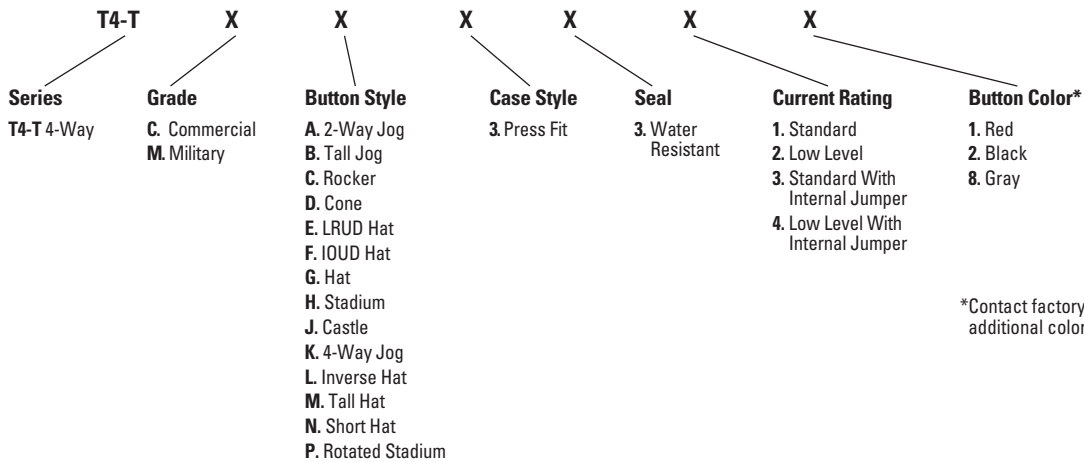 T4-T X X X X X X
Series
T4-T 4-Way
Grade
C. Commercial
M. Military
Button Style
A. 2-Way Jog
B. Tall Jog
C. Rocker
D. Cone
E. LRUD Hat
F. IOUD Hat
G. Hat
H. Stadium
J. Castle
K. 4-Way Jog
L. Inverse Hat
M. Tall Hat
N. Short Hat
P. Rotated Stadium
Case Style
3. Press Fit
Seal
3. Water
Resistant
Current Rating
1. Standard
2. Low Level
3. Standard With
Internal Jumper
4. Low Level With
Internal Jumper
Button Color*
1. Red
2. Black
8. Gray
*Contact factory
additional color